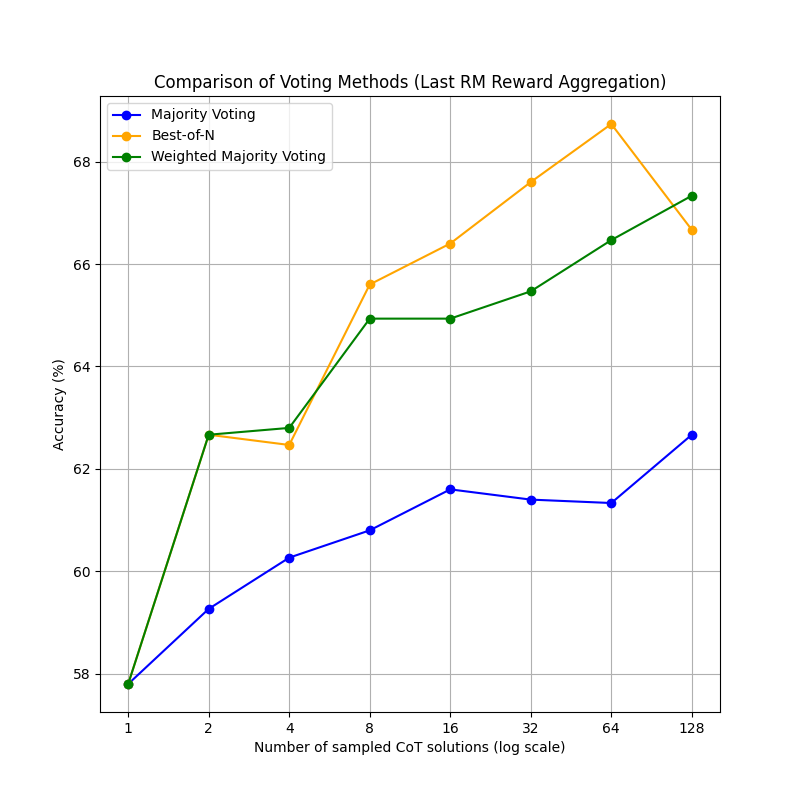 Comparison of Voting Methods (Last RM Reward Aggregation)
Majority Voting
Best-of-N
Weighted Majority Voting
Accuracy (%)
68
66
64
62
60
58
1 2 4 8 16 32 64 128
Number of sampled CoT solutions (log scale)